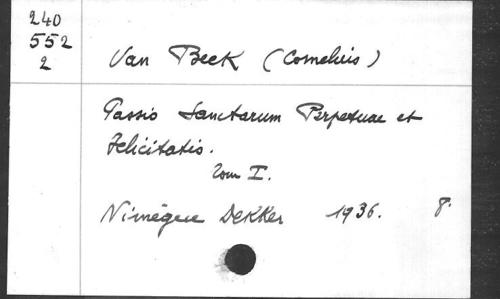 240
552
2
Van Beek (Cornelius)
Passio Sanctarum Perpetuae et
Felicitatis.
Tom I.
Nimègue Dekker 1936. 8.